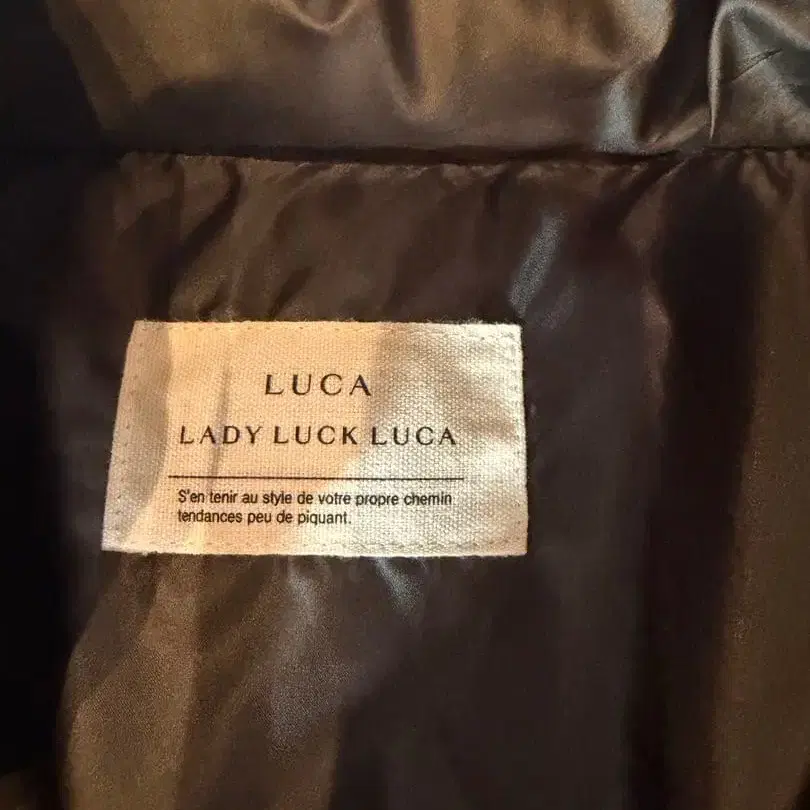 LUCA
LADY LUCK LUCA
S'en tenir au style de votre propre chemin
tendances peu de piquant.